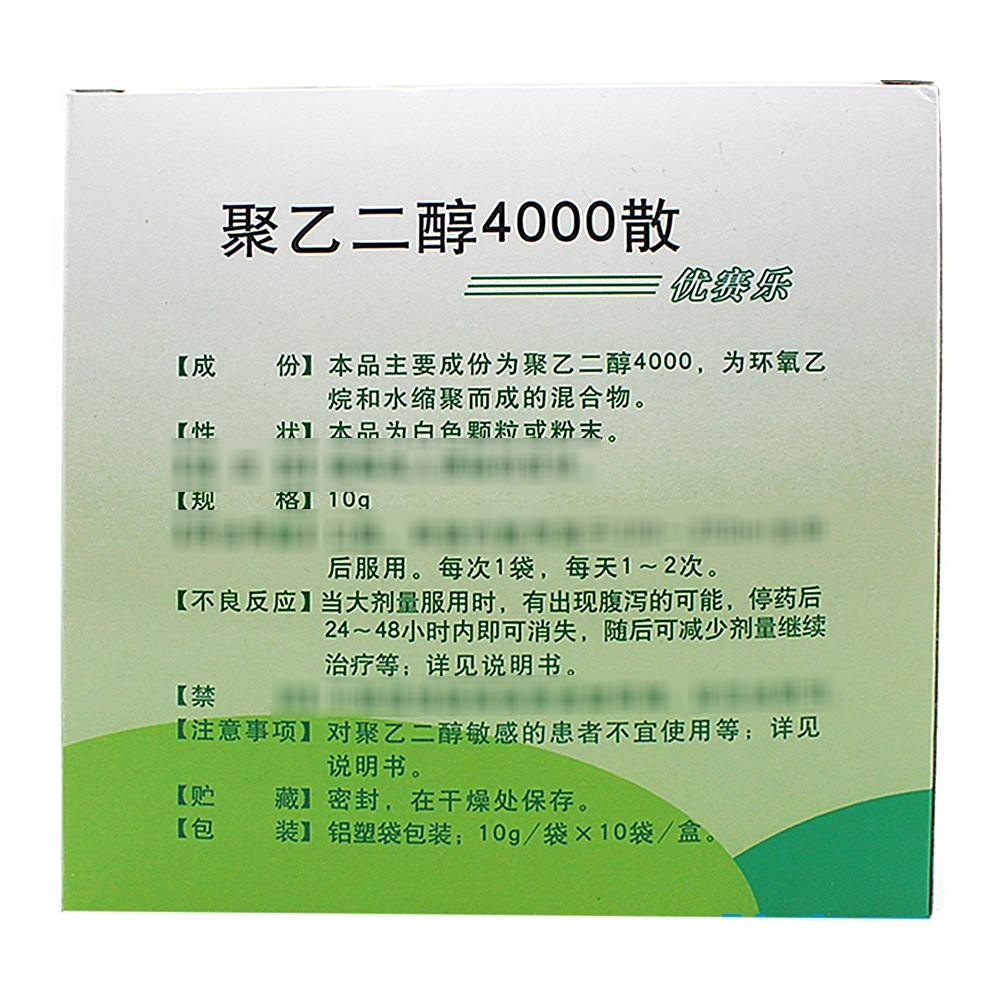 聚乙二醇4000散
优赛乐
【成 份】本品主要成份为聚乙二醇4000，为环氧乙
烷和水缩聚而成的混合物。
【性 状】本品为白色颗粒或粉末。
【规 格】10g
后服用。每次1袋，每天1～2次。
【不良反应】当大剂量服用时，有出现腹泻的可能，停药后
24～48小时内即可消失，随后可减少剂量继续
治疗等；详见说明书。
【禁
【注意事项】对聚乙二醇敏感的患者不宜使用等；详见
说明书。
【贮 藏】密封，在干燥处保存。
【包 装】铝塑袋包装；10g/袋×10袋/盒。